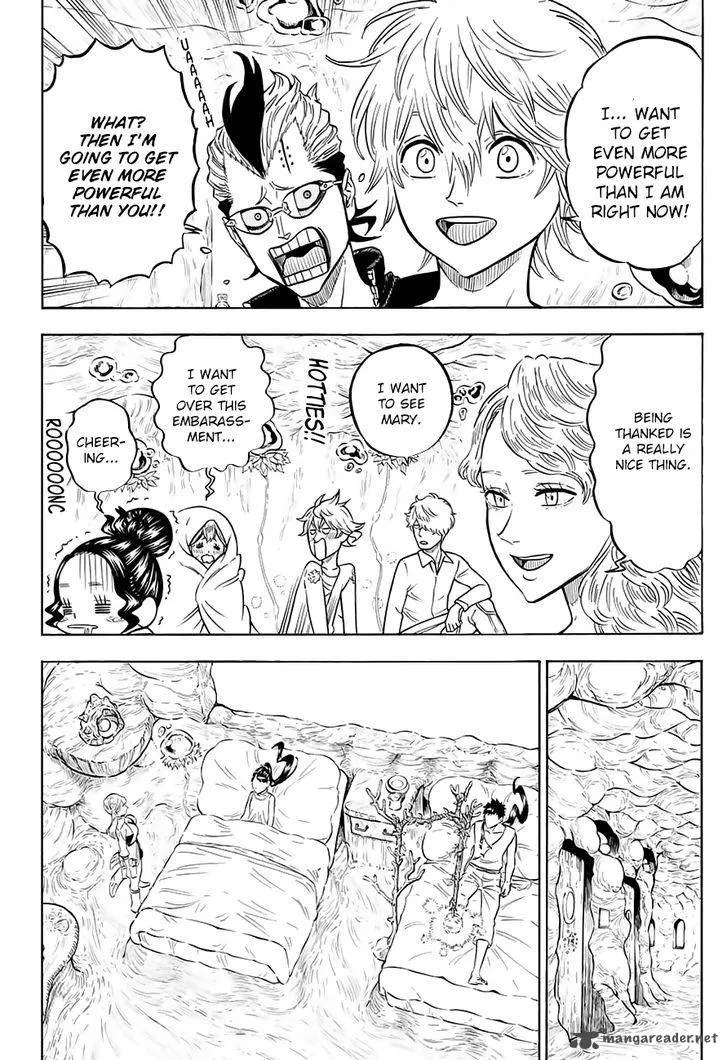 I... WANT
TO GET
EVEN MORE
POWERFUL
THAN I AM
RIGHT NOW!
UAAAAAAH
WHAT?
THEN I'M
GOING TO GET
EVEN MORE
POWERFUL
THAN YOU!!
BEING
THANKED IS
A REALLY
NICE THING.
I WANT
TO SEE
MARY.
HOTTIES!!
I WANT
TO GET
OVER THIS
EMBARASS-
MENT...
CHEER-
ING...
ROOOOOONC
mangareader.net